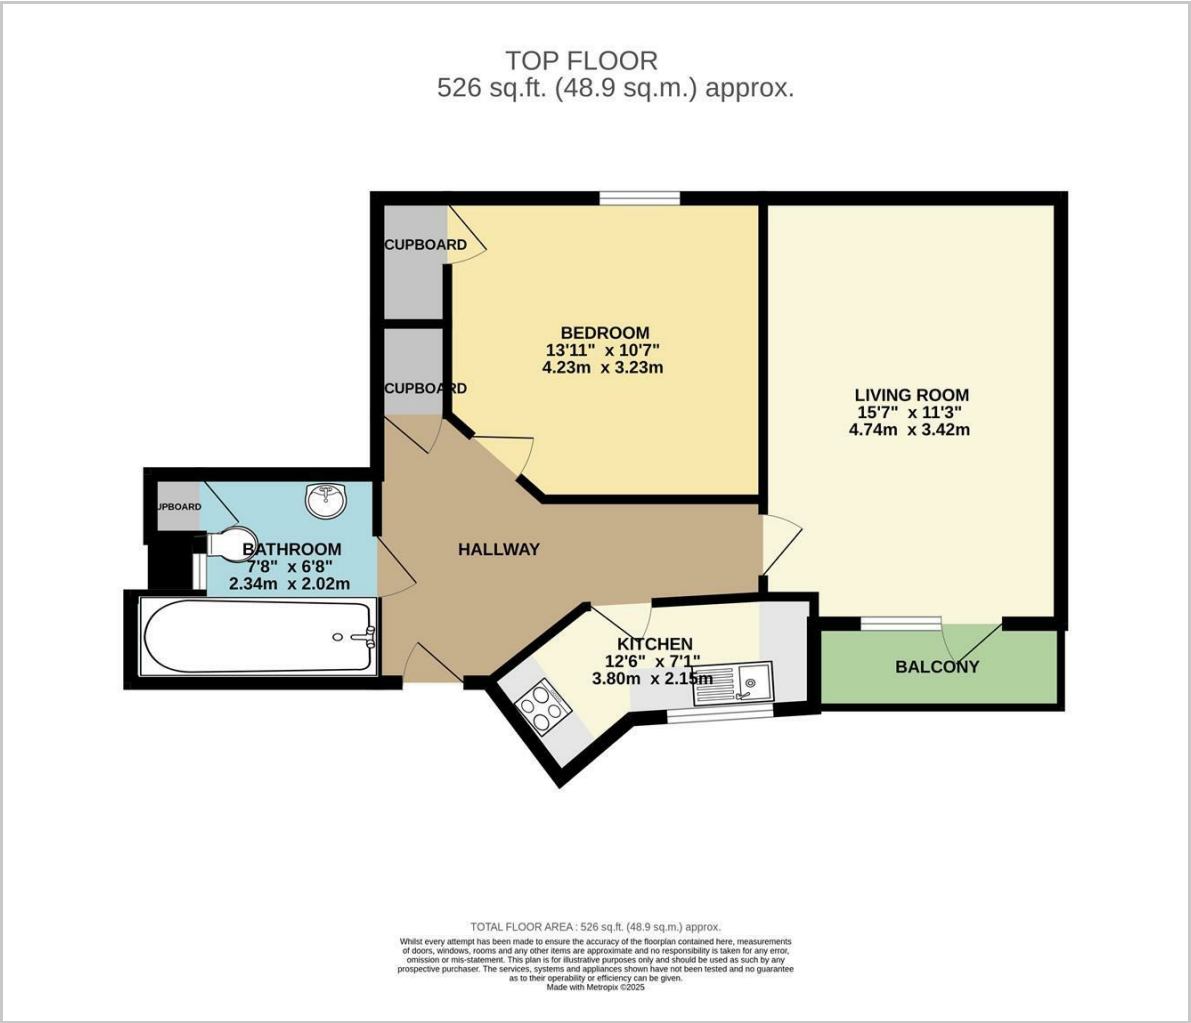 TOP FLOOR
526 sq.ft. (48.9 sq.m.) approx.
CUPBOARD
BEDROOM
13'11" x 10'7"
4.23m x 3.23m
CUPBOARD
LIVING ROOM
15'7" x 11'3"
4.74m x 3.42m
UPBOARD
BATHROOM
7'8" x 6'8"
2.34m x 2.02m
HALLWAY
KITCHEN
12'6" x 7'1"
3.80m x 2.15m
BALCONY
TOTAL FLOOR AREA : 526 sq.ft. (48.9 sq.m.) approx.
Whilst every attempt has been made to ensure the accuracy of the floorplan contained here, measurements
of doors, windows, rooms and any other items are approximate and no responsibility is taken for any error,
omission or mis-statement. This plan is for illustrative purposes only and should be used as such by any
prospective purchaser. The services, systems and appliances shown have not been tested and no guarantee
as to their operability or efficiency can be given.
Made with Metropix ©2025